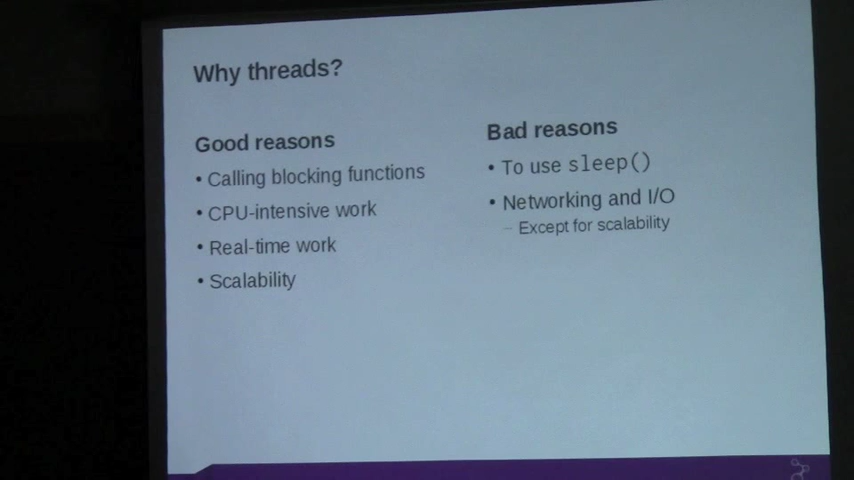 Why threads?
Good reasons
• Calling blocking functions
• CPU-intensive work
• Real-time work
• Scalability
Bad reasons
• To use sleep()
• Networking and I/O
– Except for scalability